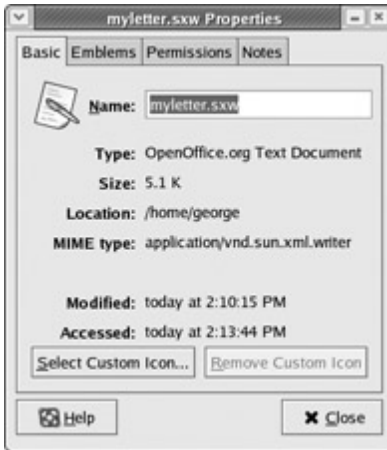 myletter.sxw Properties
Basic Emblems Permissions Notes
Name: myletter.sxw
Type: OpenOffice.org Text Document
Size: 5.1 K
Location: /home/george
MIME type: application/vnd.sun.xml.writer
Modified: today at 2:10:15 PM
Accessed: today at 2:13:44 PM
Select Custom Icon... Remove Custom Icon
Help Close